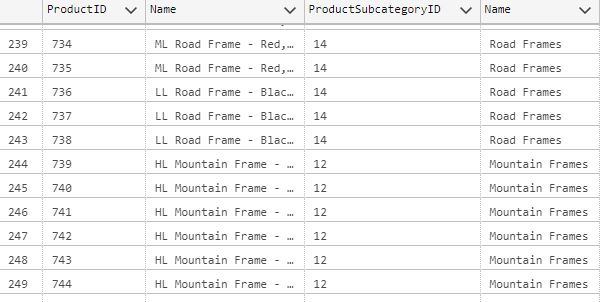 ProductID Name ProductSubcategoryID Name
239 734 ML Road Frame - Red,… 14 Road Frames
240 735 ML Road Frame - Red,… 14 Road Frames
241 736 LL Road Frame - Blac… 14 Road Frames
242 737 LL Road Frame - Blac… 14 Road Frames
243 738 LL Road Frame - Blac… 14 Road Frames
244 739 HL Mountain Frame - … 12 Mountain Frames
245 740 HL Mountain Frame - … 12 Mountain Frames
246 741 HL Mountain Frame - … 12 Mountain Frames
247 742 HL Mountain Frame - … 12 Mountain Frames
248 743 HL Mountain Frame - … 12 Mountain Frames
249 744 HL Mountain Frame - … 12 Mountain Frames